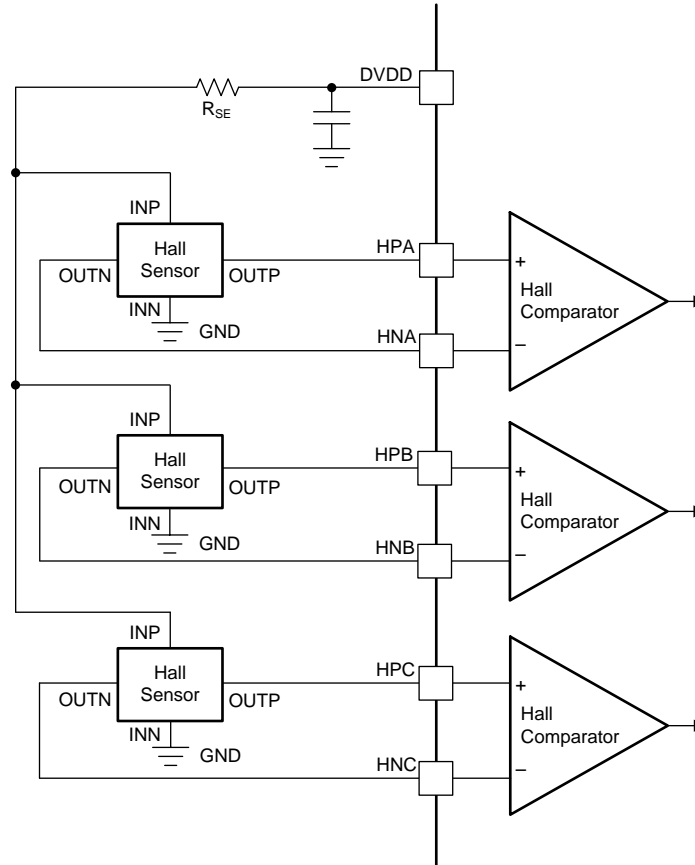 DVDD
RSE
INP
Hall
Sensor
OUTN
OUTP
INN
GND
HPA
HNA
+
–
Hall
Comparator
INP
Hall
Sensor
OUTN
OUTP
INN
GND
HPB
HNB
+
–
Hall
Comparator
INP
Hall
Sensor
OUTN
OUTP
INN
GND
HPC
HNC
+
–
Hall
Comparator